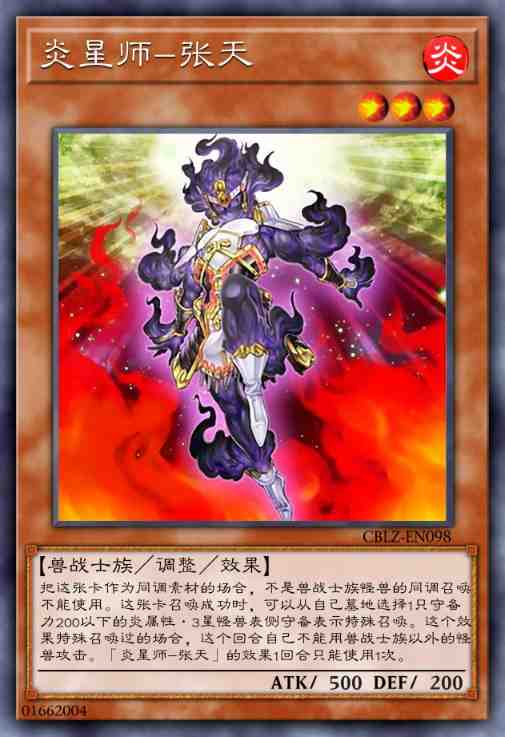 炎星师-张天
炎
CBLZ-EN098
【兽战士族／调整／效果】
把这张卡作为同调素材的场合，不是兽战士族怪兽的同调召唤
不能使用。这张卡召唤成功时，可以从自己墓地选择1只守备
力200以下的炎属性·3星怪兽表侧守备表示特殊召唤。这个效
果特殊召唤过的场合，这个回合自己不能用兽战士族以外的怪
兽攻击。「炎星师-张天」的效果1回合只能使用1次。
ATK/ 500 DEF/ 200
01662004